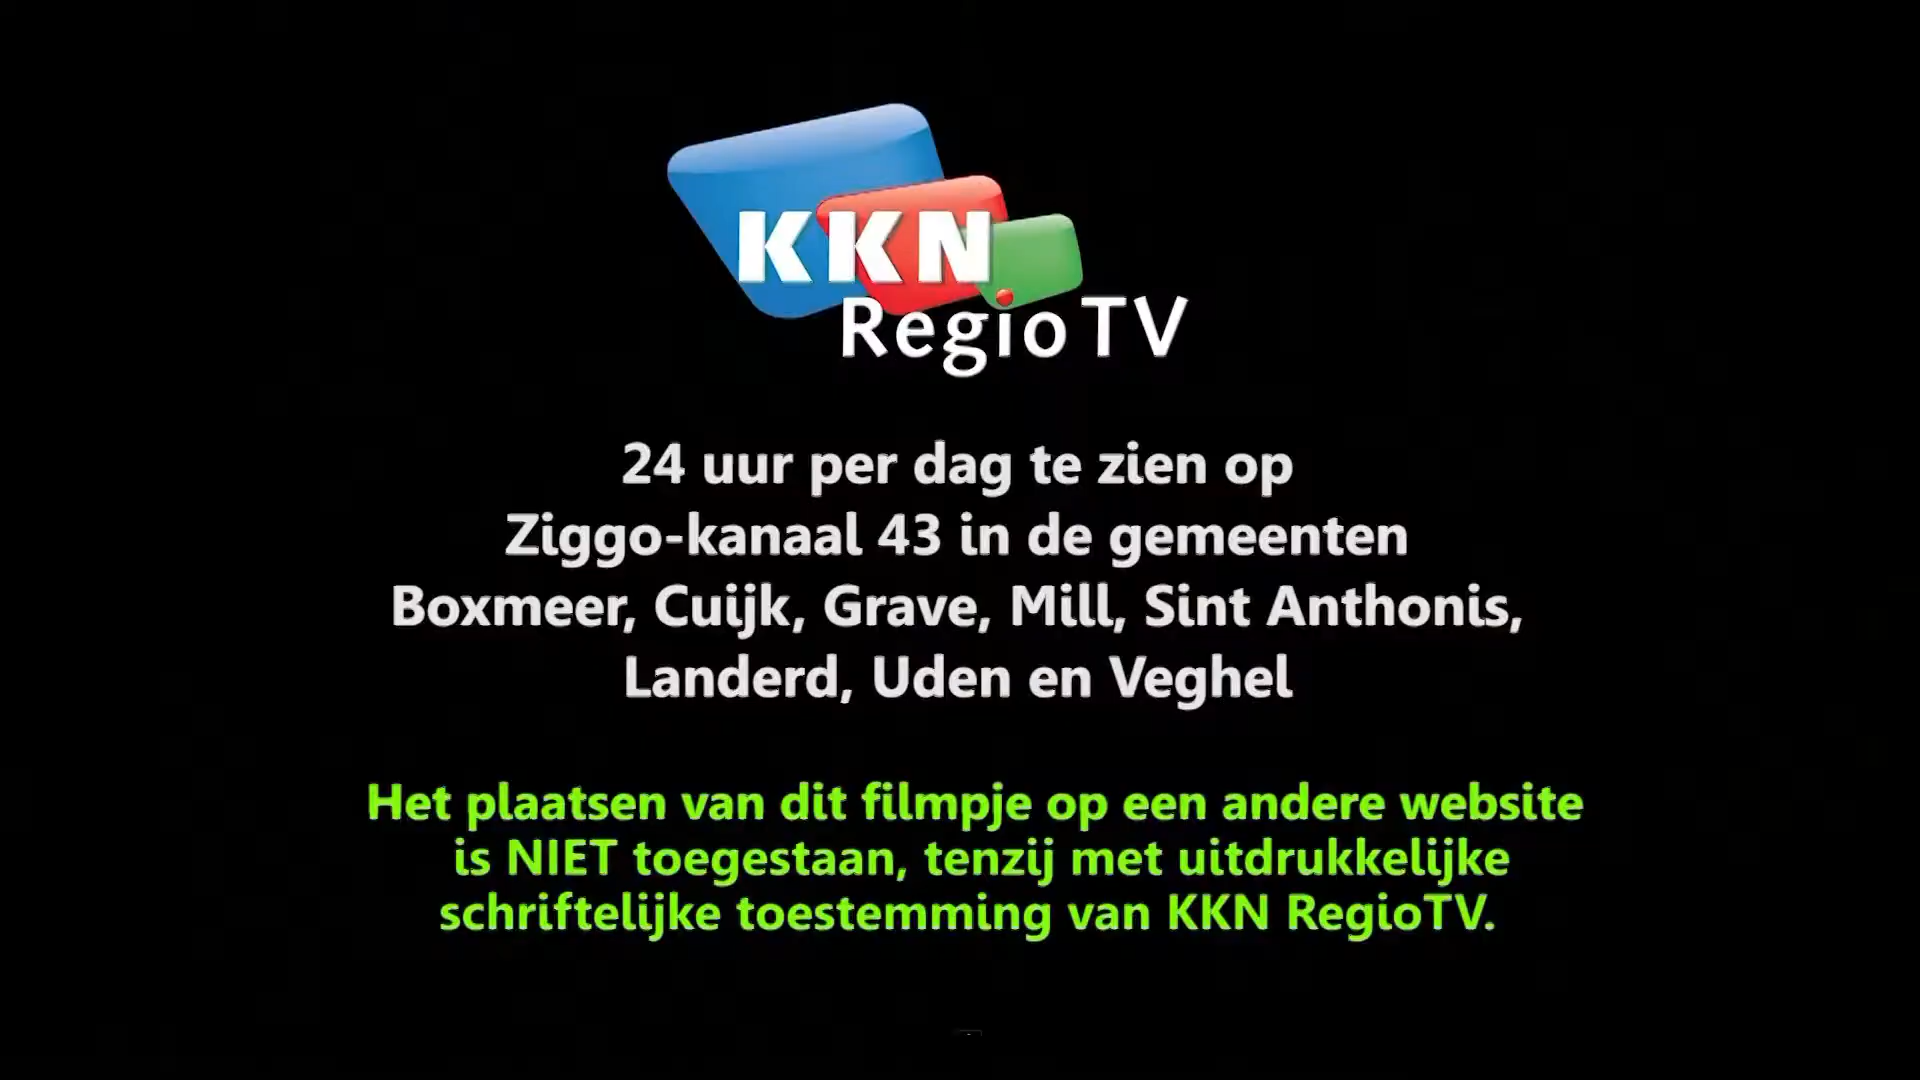 KKN
RegioTV
24 uur per dag te zien op
Ziggo-kanaal 43 in de gemeenten
Boxmeer, Cuijk, Grave, Mill, Sint Anthonis,
Landerd, Uden en Veghel
Het plaatsen van dit filmpje op een andere website
is NIET toegestaan, tenzij met uitdrukkelijke
schriftelijke toestemming van KKN RegioTV.